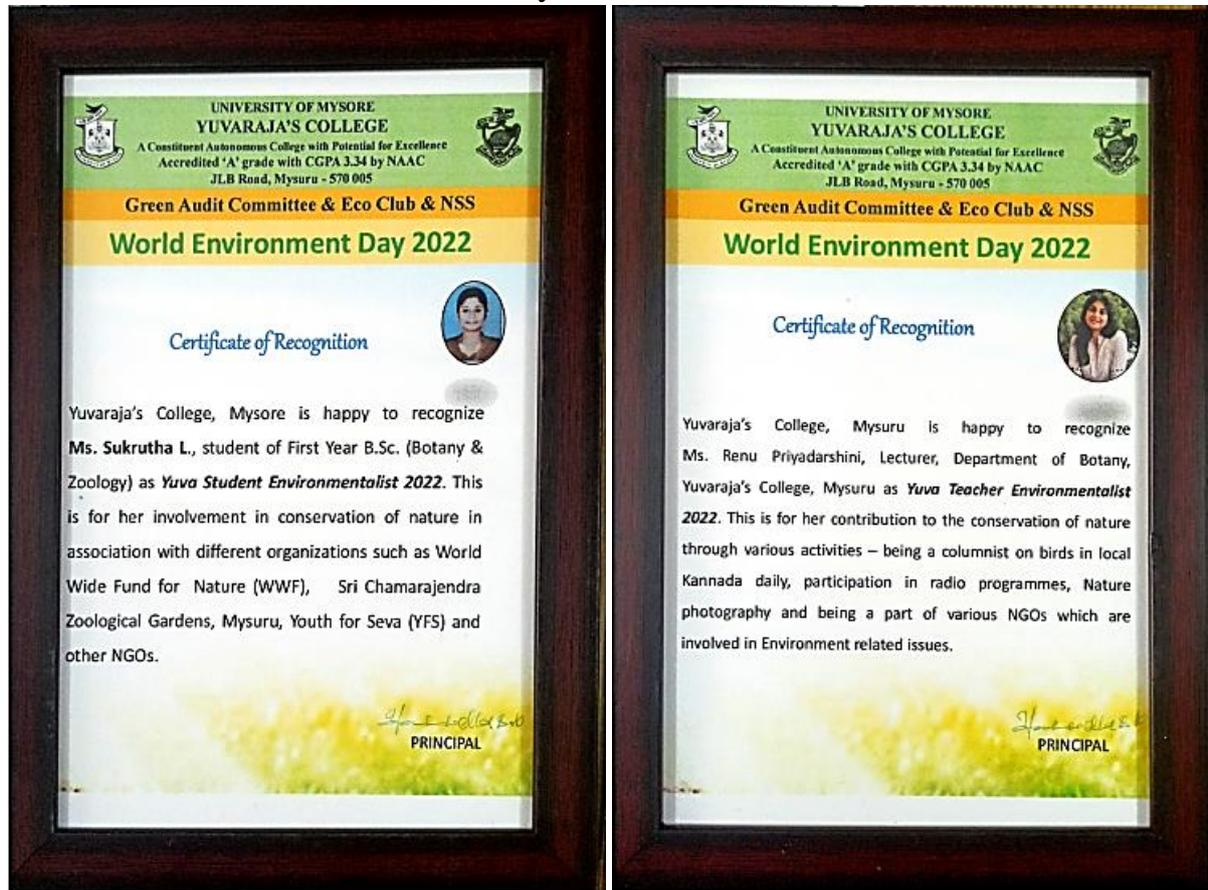 UNIVERSITY OF MYSORE
YUVARAJA'S COLLEGE
A Constituent Autonomous College with Potential for Excellence
Accredited 'A' grade with CGPA 3.34 by NAAC
JLB Road, Mysuru - 570 005
Green Audit Committee & Eco Club & NSS
World Environment Day 2022
Certificate of Recognition
Yuvaraja's College, Mysore is happy to recognize
Ms. Sukrutha L., student of First Year B.Sc. (Botany &
Zoology) as Yuva Student Environmentalist 2022. This
is for her involvement in conservation of nature in
association with different organizations such as World
Wide Fund for Nature (WWF), Sri Chamarajendra
Zoological Gardens, Mysuru, Youth for Seva (YFS) and
other NGOs.
PRINCIPAL
UNIVERSITY OF MYSORE
YUVARAJA'S COLLEGE
A Constituent Autonomous College with Potential for Excellence
Accredited 'A' grade with CGPA 3.34 by NAAC
JLB Road, Mysuru - 570 005
Green Audit Committee & Eco Club & NSS
World Environment Day 2022
Certificate of Recognition
Yuvaraja's College, Mysuru is happy to recognize
Ms. Renu Priyadarshini, Lecturer, Department of Botany,
Yuvaraja's College, Mysuru as Yuva Teacher Environmentalist
2022. This is for her contribution to the conservation of nature
through various activities – being a columnist on birds in local
Kannada daily, participation in radio programmes, Nature
photography and being a part of various NGOs which are
involved in Environment related issues.
PRINCIPAL